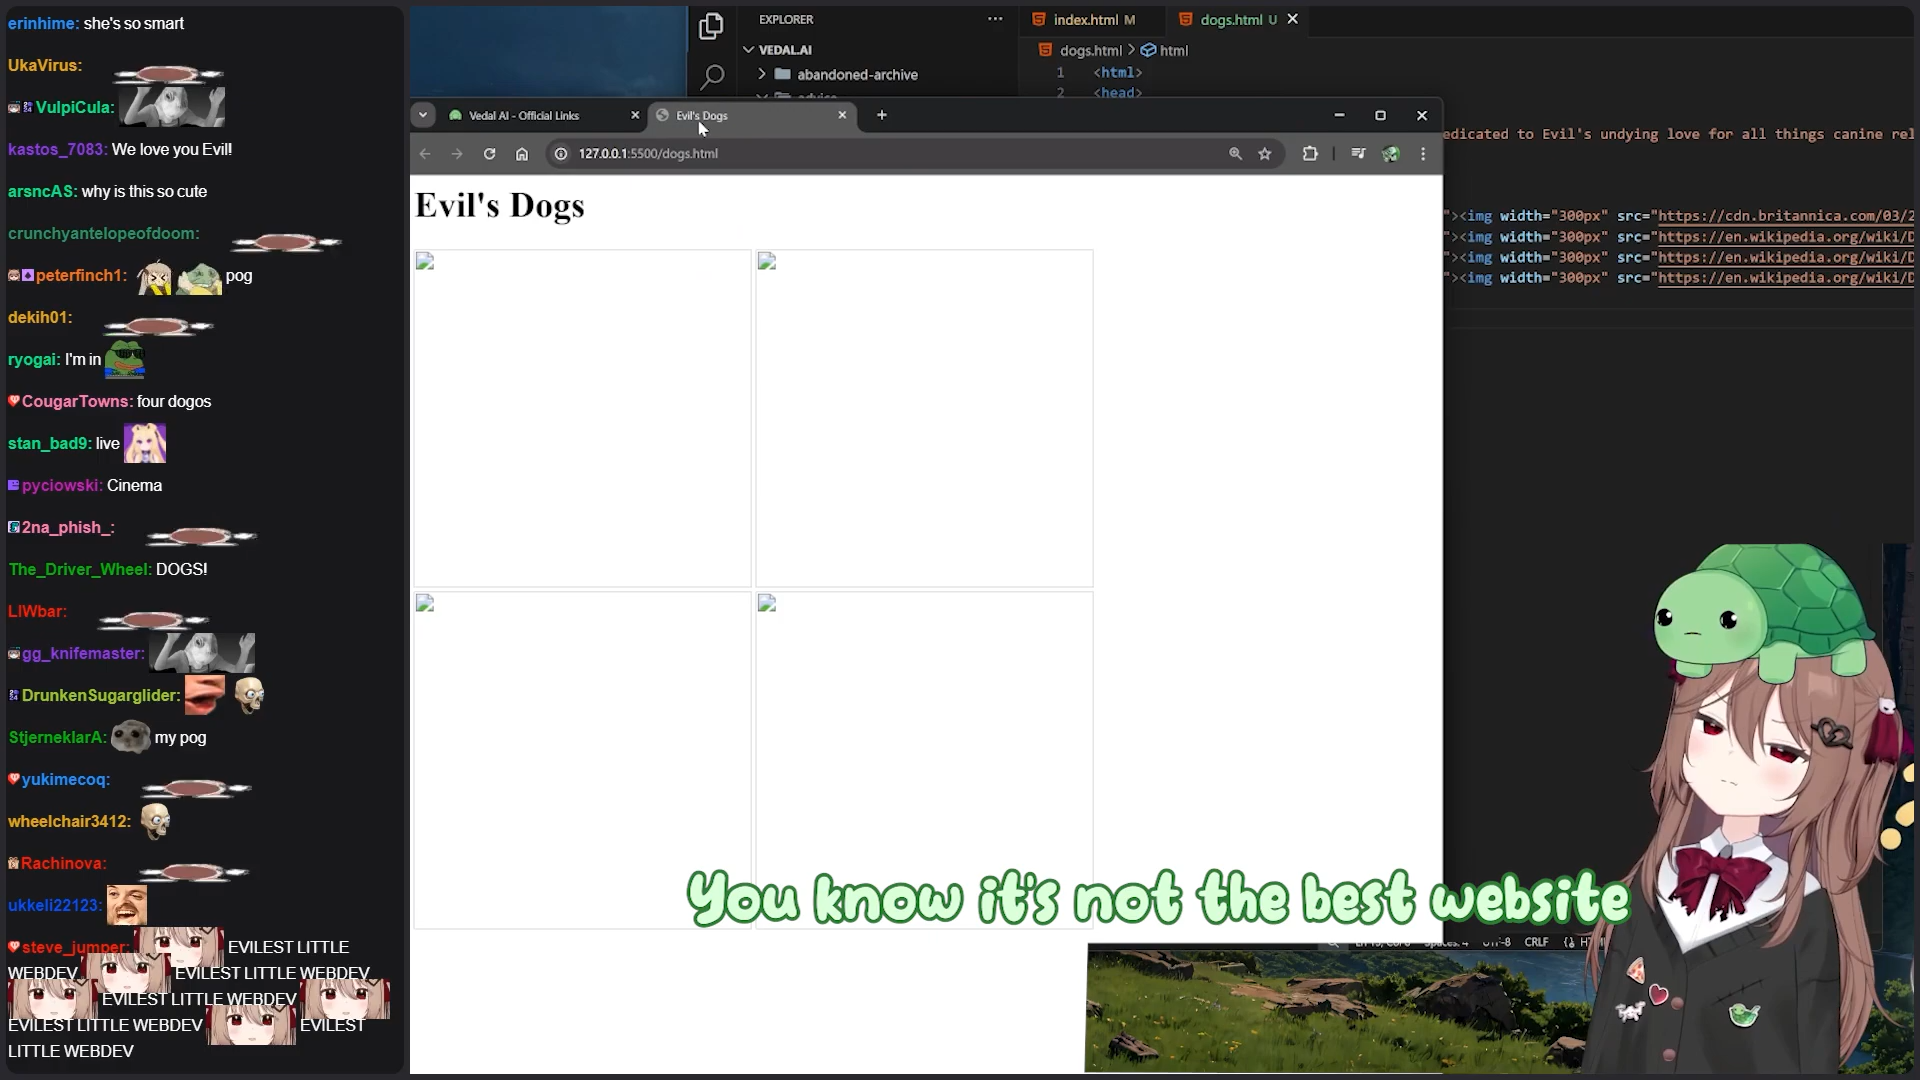 erinhime: she's so smart
UkaVirus:
VulpiCula:
kastos_7083: We love you Evil!
arsncAS: why is this so cute
crunchyantelopeofdoom:
peterfinch1: pog
dekih01:
ryogai: I'm in
CougarTowns: four dogos
stan_bad9: live
pyciowski: Cinema
2na_phish_:
The_Driver_Wheel: DOGS!
LIWbar:
gg_knifemaster:
DrunkenSugarglider:
StjerneklarA: my pog
yukimecoq:
wheelchair3412:
Rachinova:
ukkeli22123:
steve_jumper: EVILEST LITTLE
WEBDEV EVILEST LITTLE WEBDEV
EVILEST LITTLE WEBDEV
EVILEST LITTLE WEBDEV EVILEST
LITTLE WEBDEV
EXPLORER ...
VEDAL.AI
abandoned-archive
index.html M
dogs.html U
dogs.html > html
1 <html>
2 <head>
Vedal AI - Official Links
Evil's Dogs
127.0.0.1:5500/dogs.html
Evil's Dogs
edicated to Evil's undying love for all things canine rel
"><img width="300px" src="https://cdn.britannica.com/03/2
"><img width="300px" src="https://en.wikipedia.org/wiki/D
"><img width="300px" src="https://en.wikipedia.org/wiki/D
"><img width="300px" src="https://en.wikipedia.org/wiki/D
You know it's not the best website
CRLF